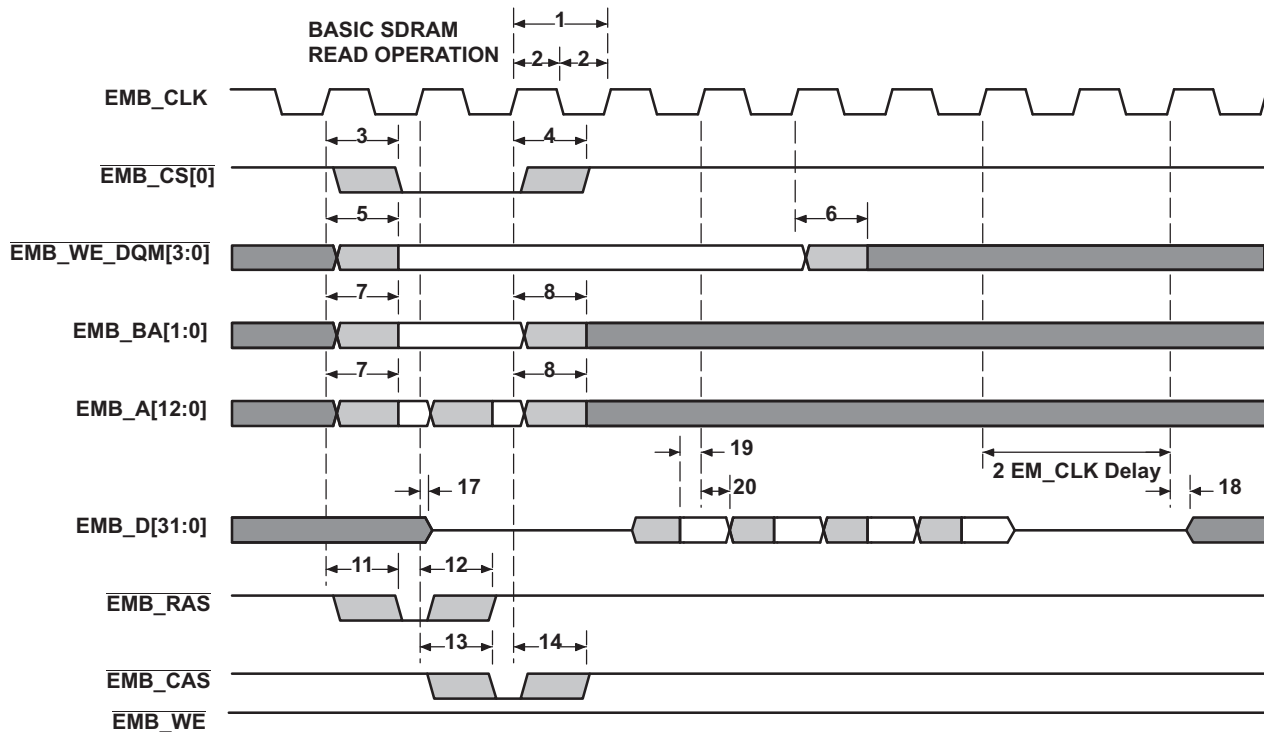 BASIC SDRAM
READ OPERATION
1
2 2
EMB_CLK
3 4
EMB_CS[0]
5 6
EMB_WE_DQM[3:0]
7 8
EMB_BA[1:0]
7 8
EMB_A[12:0]
19
2 EM_CLK Delay
17 20 18
EMB_D[31:0]
11 12
EMB_RAS
13 14
EMB_CAS
EMB_WE